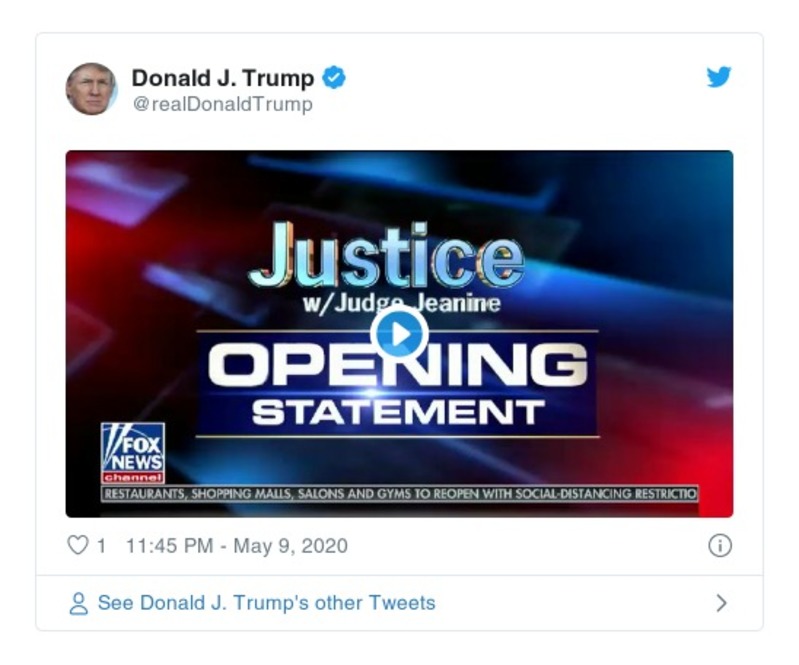 Donald J. Trump
@realDonaldTrump
Justice
w/Judge Jeanine
OPENING
STATEMENT
FOX
NEWS
channel
RESTAURANTS, SHOPPING MALLS, SALONS AND GYMS TO REOPEN WITH SOCIAL-DISTANCING RESTRICTIO
1 11:45 PM - May 9, 2020
See Donald J. Trump's other Tweets